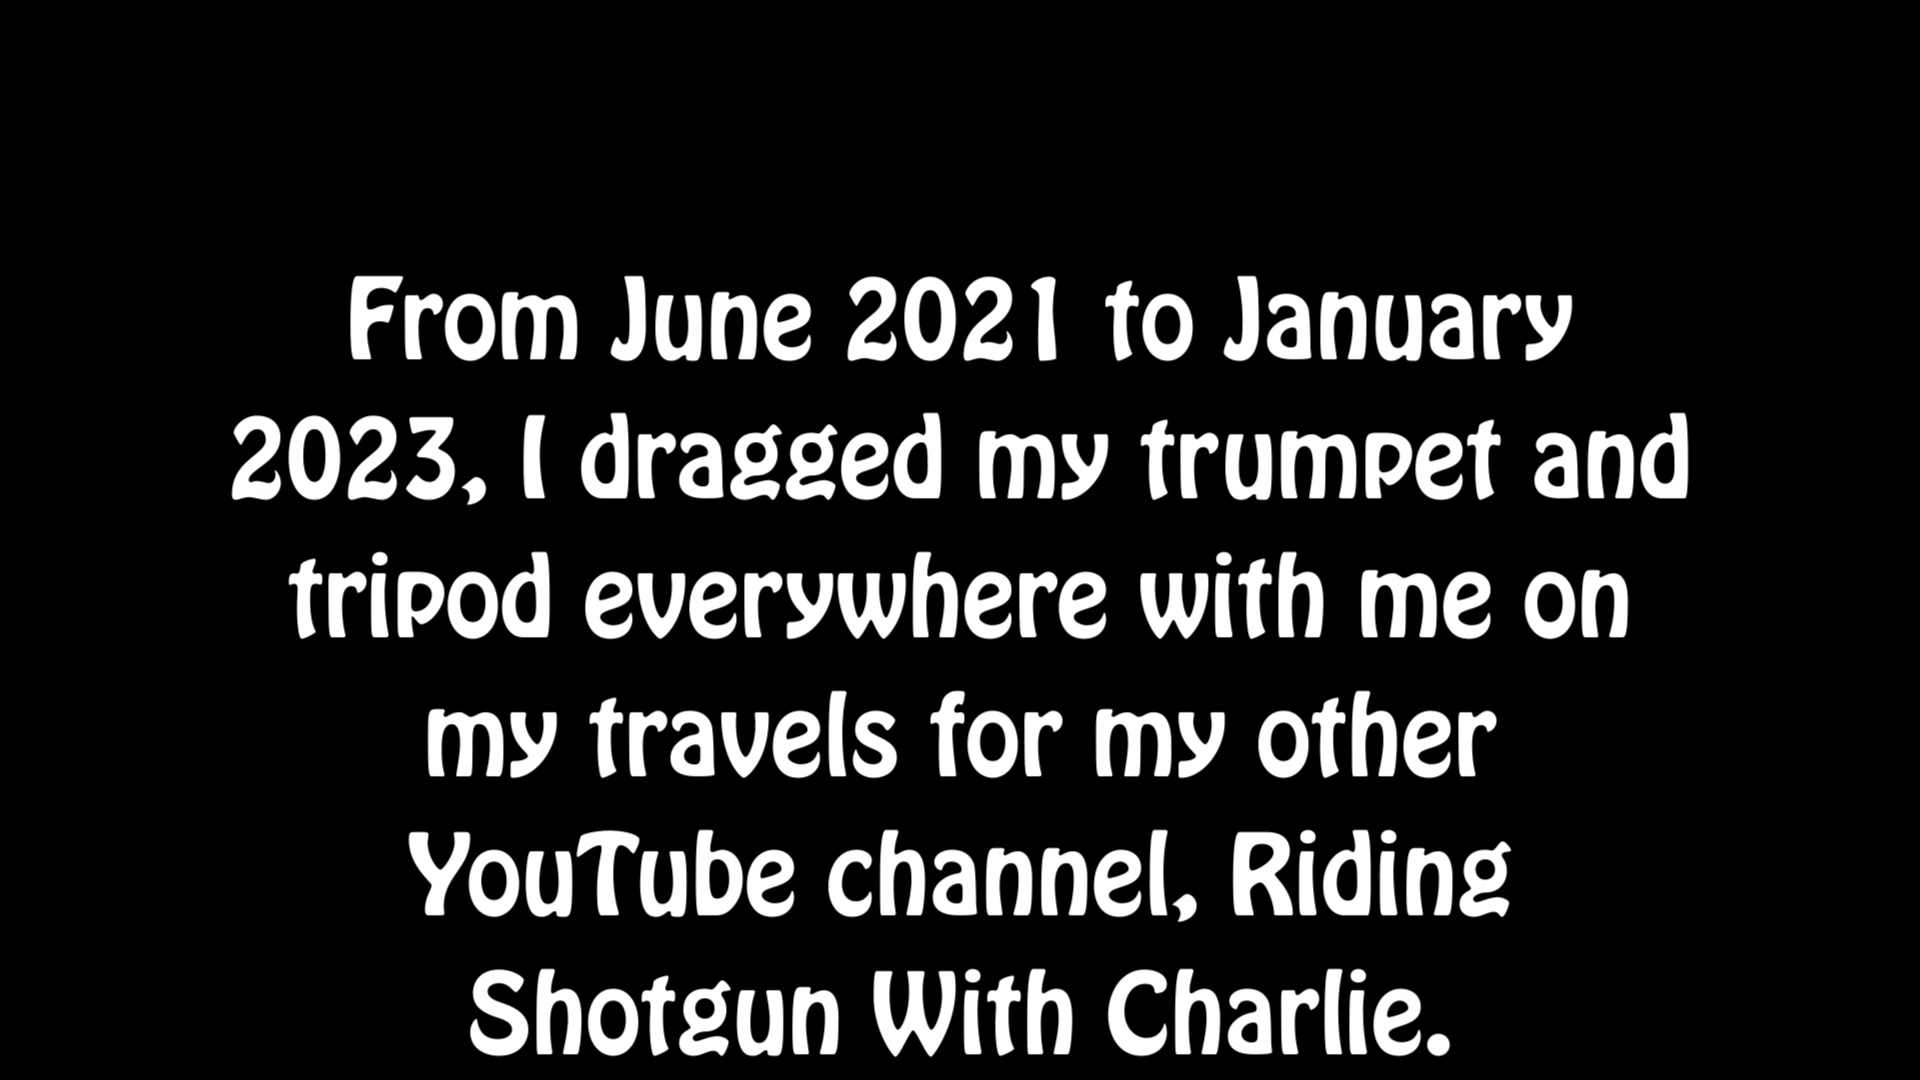 From June 2021 to January
2023, I dragged my trumpet and
tripod everywhere with me on
my travels for my other
YouTube channel, Riding
Shotgun With Charlie.